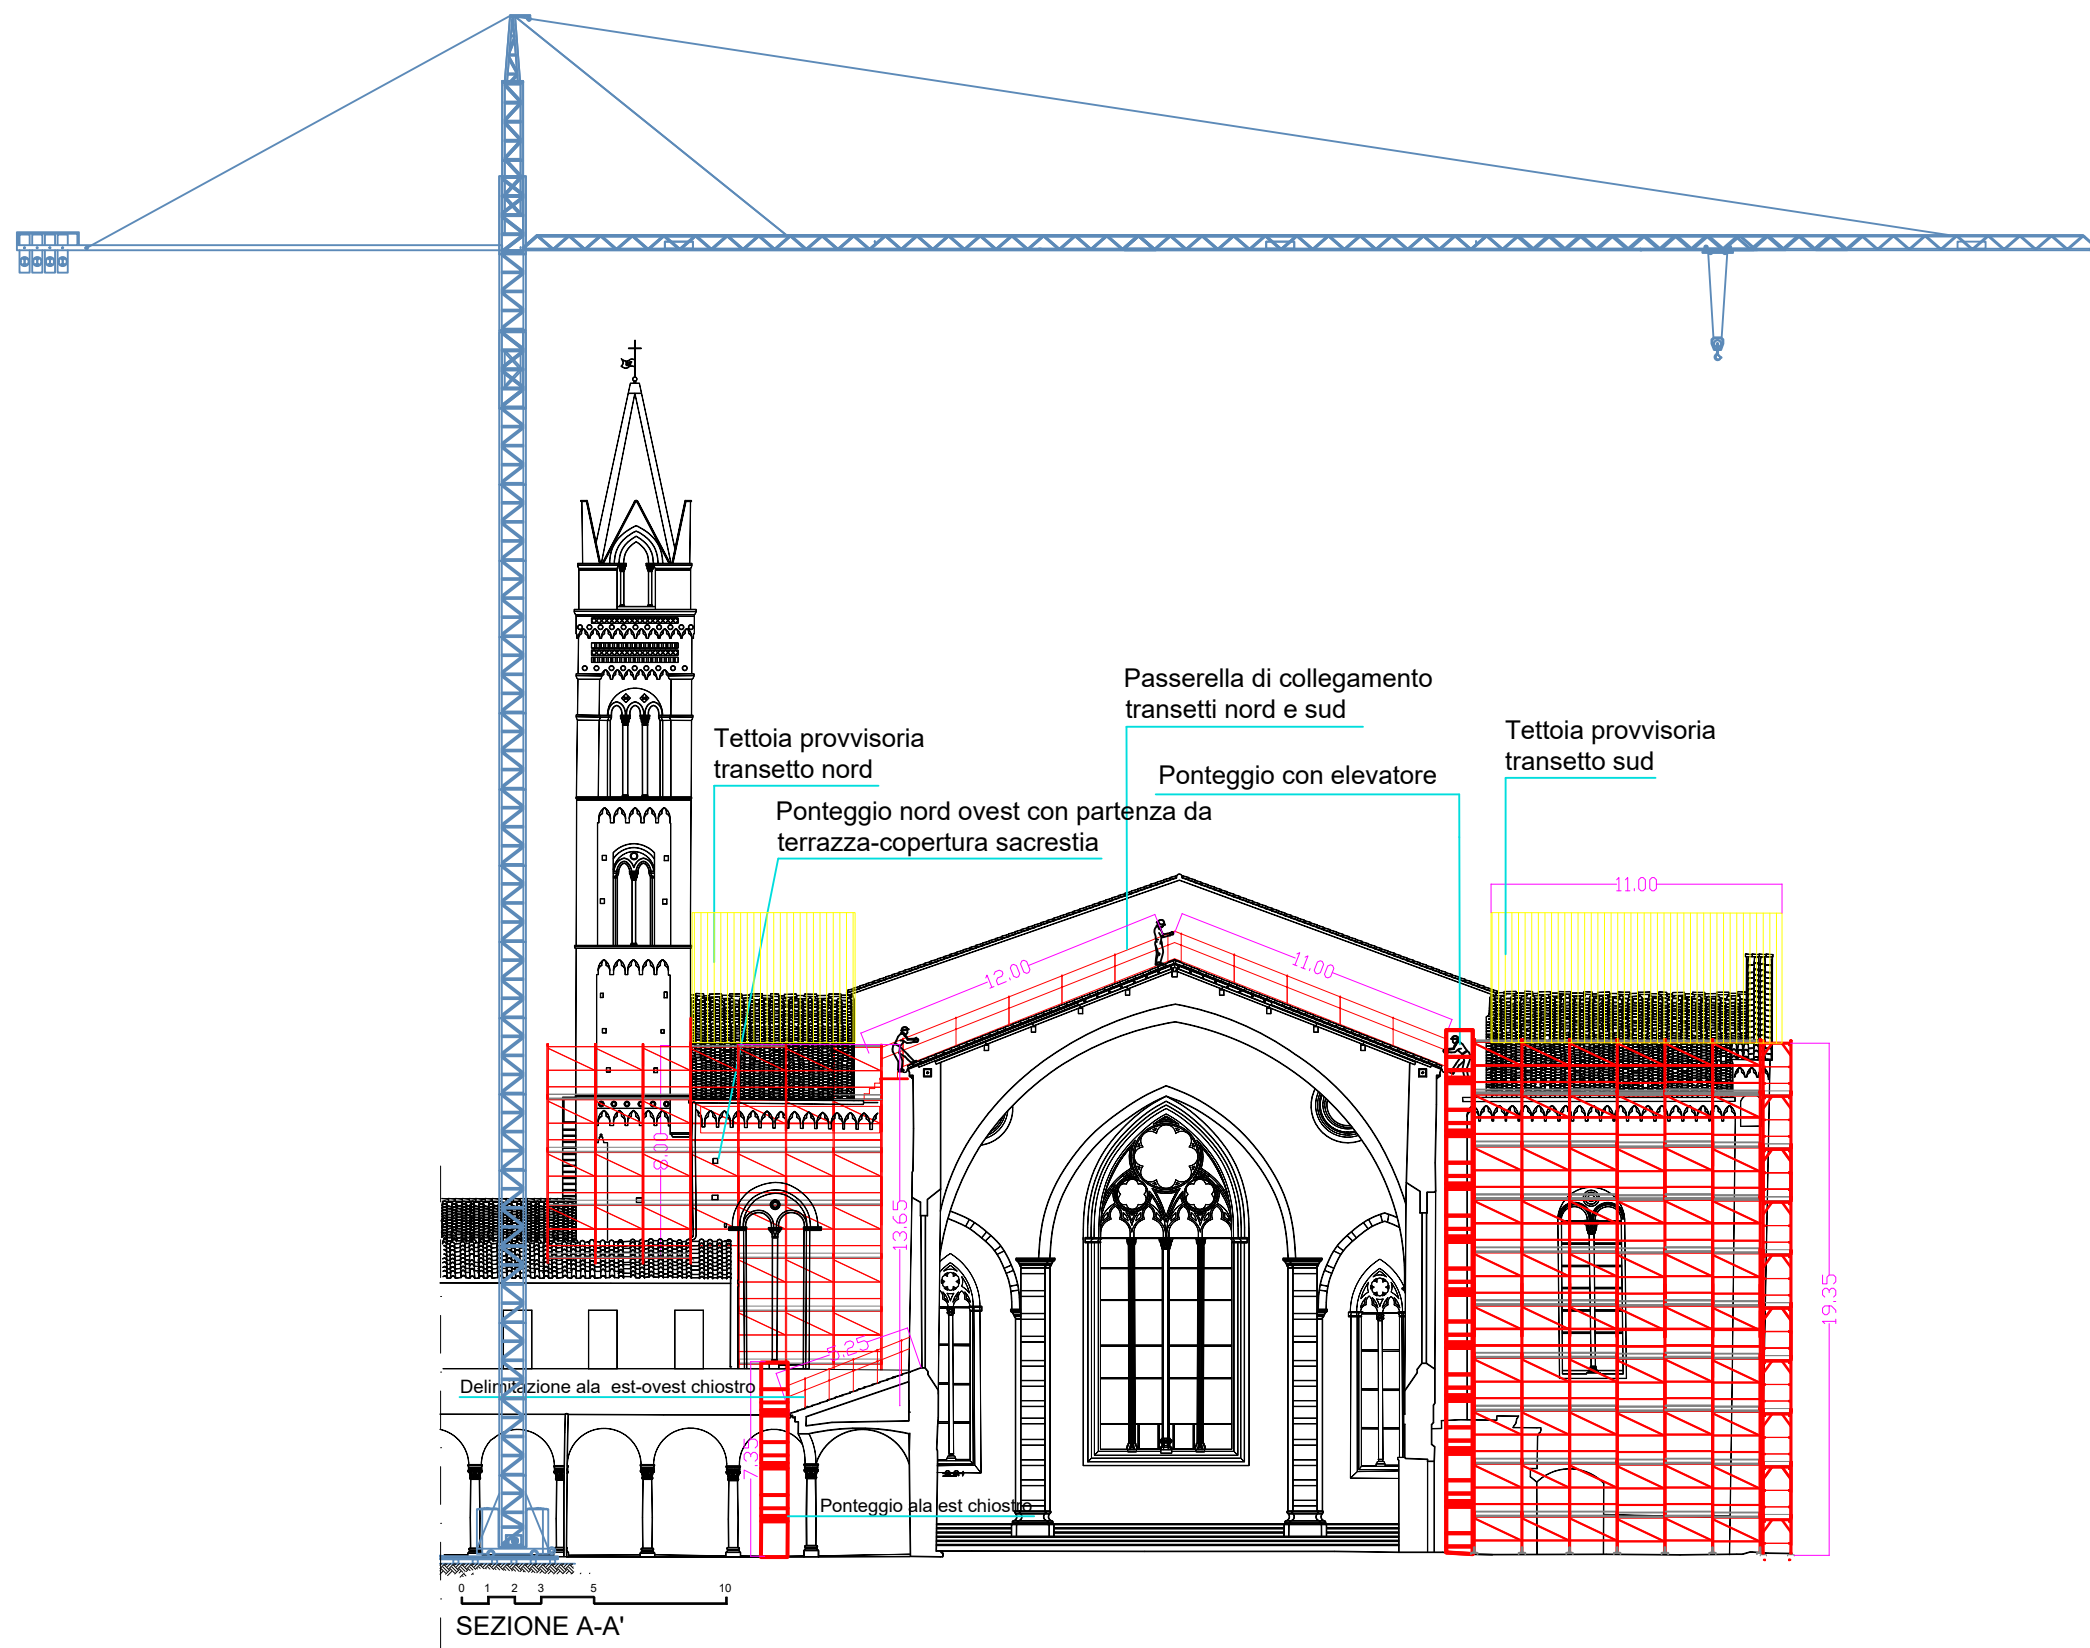 Passerella di collegamento
transetti nord e sud
Tettoia provvisoria
transetto sud
Tettoia provvisoria
transetto nord
Ponteggio con elevatore
Ponteggio nord ovest con partenza da
terrazza-copertura sacrestia
11.00
12.00
11.00
8.00
13.65
19.35
5.25
Delimitazione ala est-ovest chiostro
7.35
Ponteggio ala est chiostro
0 1 2 3 5 10
SEZIONE A-A'